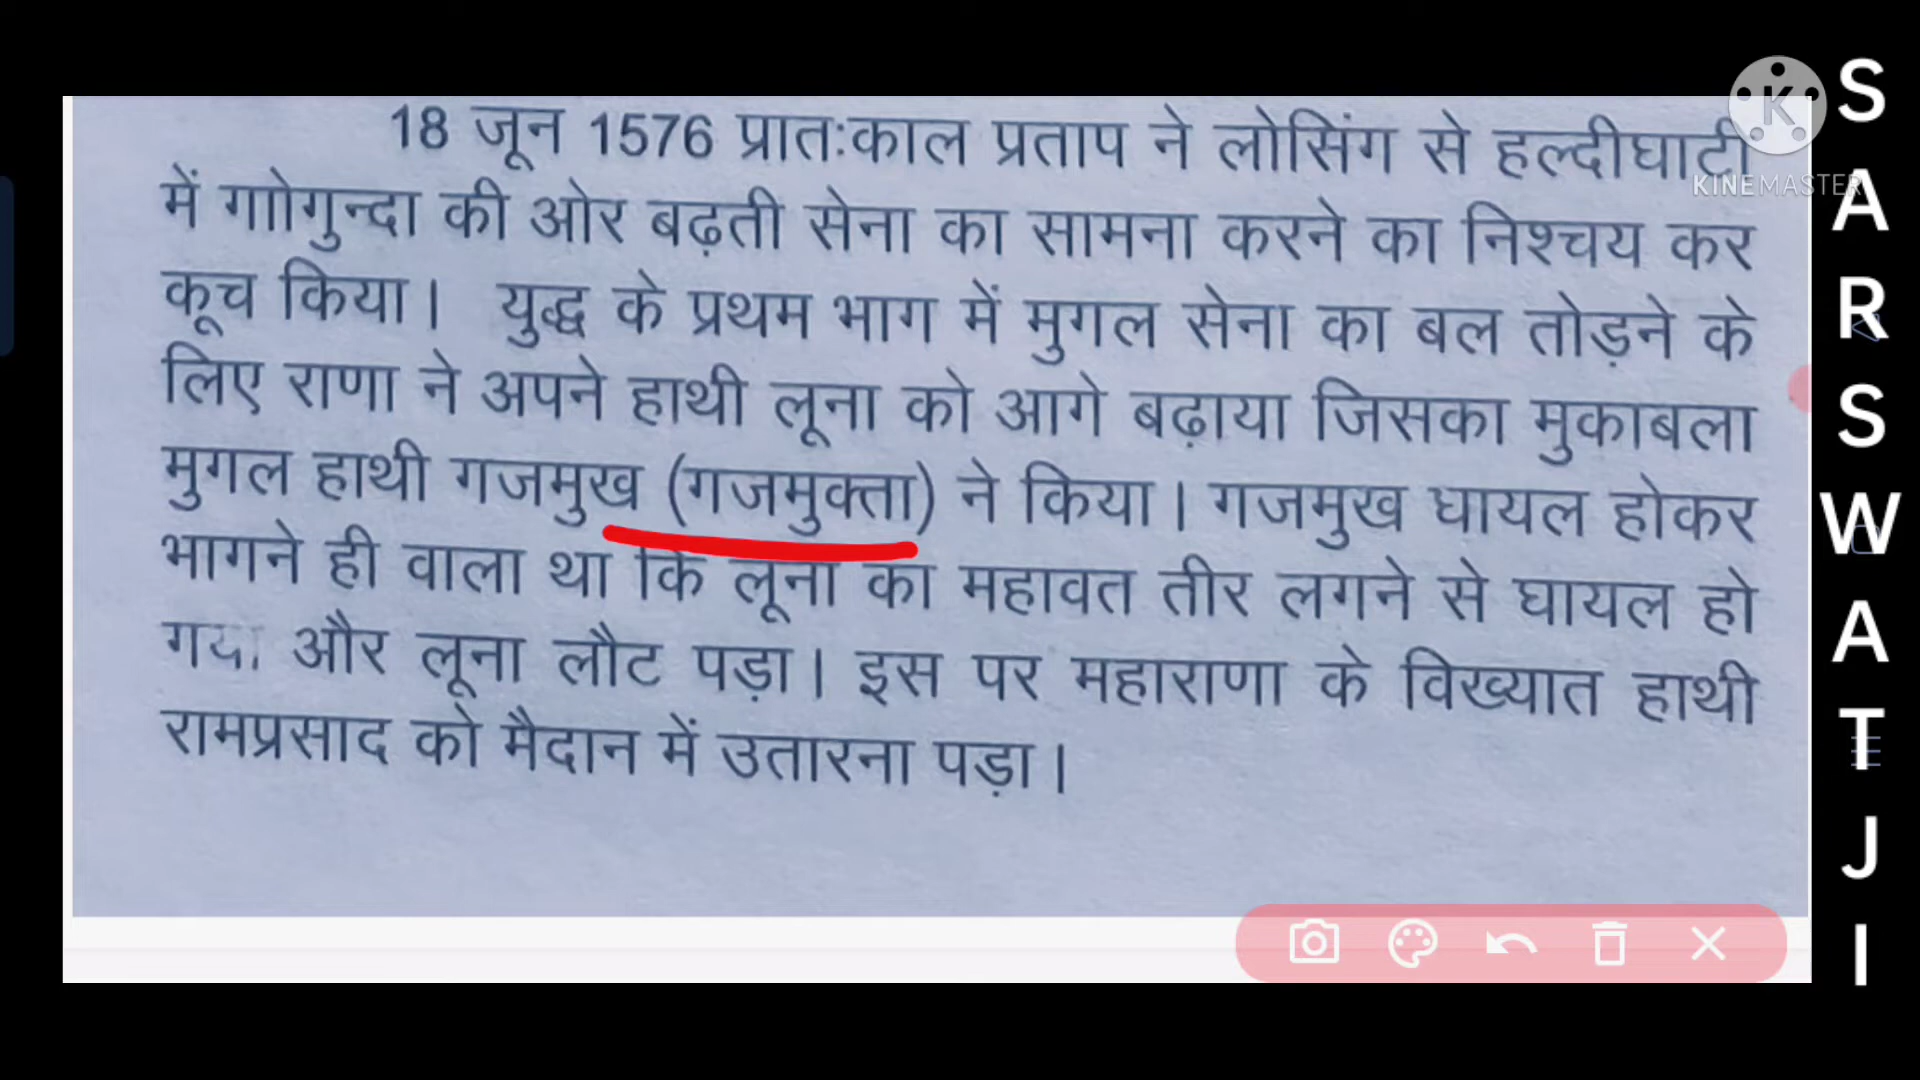 18 जून 1576 प्रातःकाल प्रताप ने लोसिंग से हल्दीघाटी
में गाोगुन्दा की ओर बढ़ती सेना का सामना करने का निश्चय कर
कूच किया। युद्ध के प्रथम भाग में मुगल सेना का बल तोड़ने के
लिए राणा ने अपने हाथी लूना को आगे बढ़ाया जिसका मुकाबला
मुगल हाथी गजमुख (गजमुक्ता) ने किया। गजमुख घायल होकर
भागने ही वाला था कि लूना का महावत तीर लगने से घायल हो
गया और लूना लौट पड़ा। इस पर महाराणा के विख्यात हाथी
रामप्रसाद को मैदान में उतारना पड़ा।
K
KINEMASTER
SARSWATJI